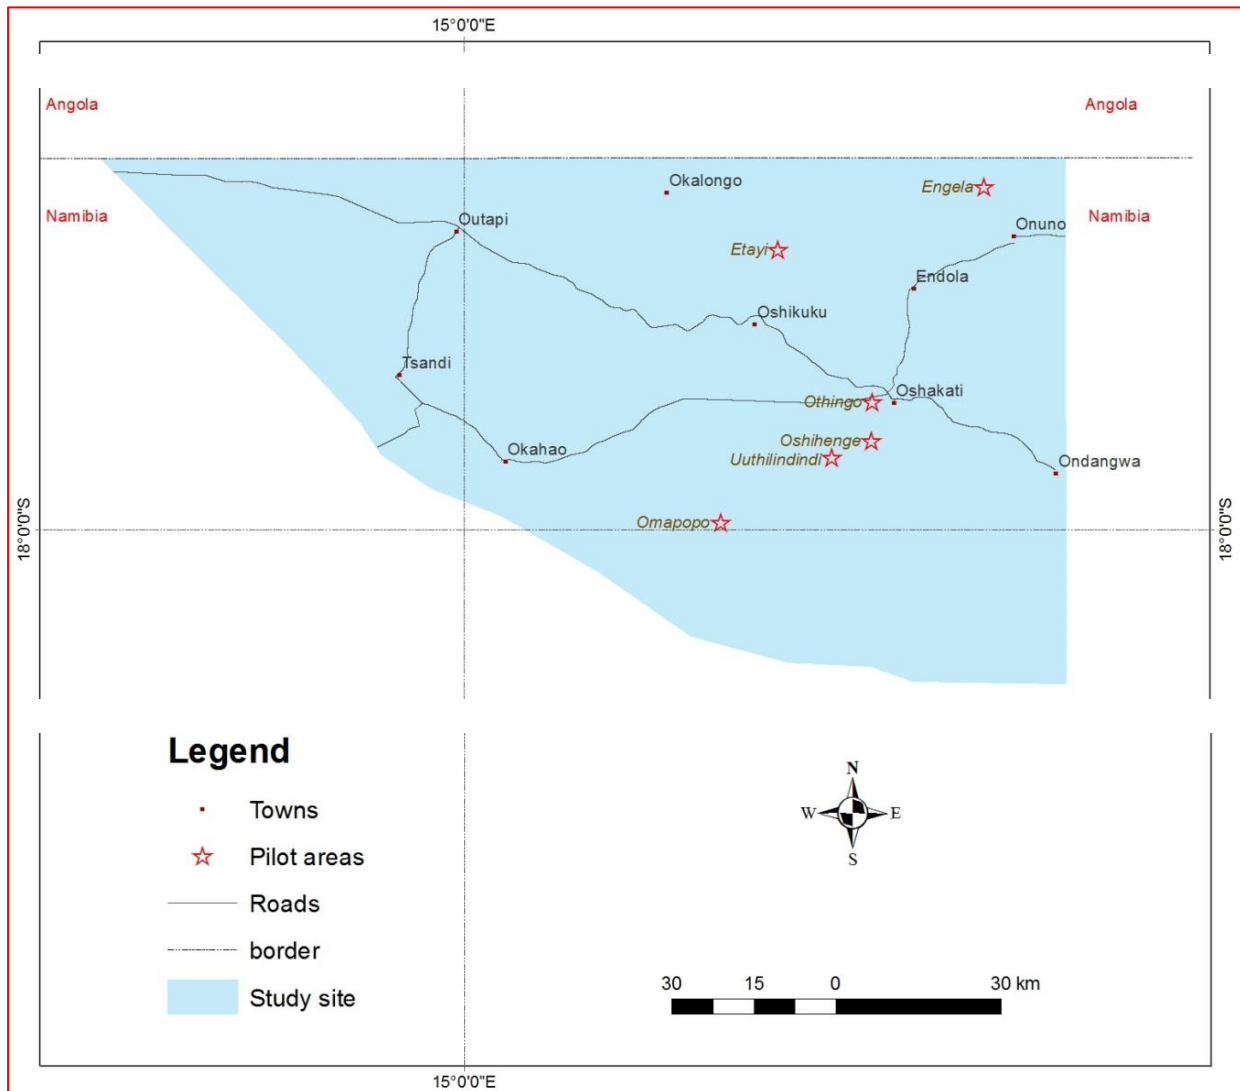 15°0'0"E
Angola
Angola
Okalongo
Engela
Namibia
Namibia
Outapi
Onuno
Etayi
Endola
Oshikuku
Tsandi
Othingo
Oshakati
Oshihenge
Uuthilindindi
Okahao
Ondangwa
Omapopo
18°0'0"S
18°0'0"S
Legend
Towns
Pilot areas
Roads
border
Study site
N
W
E
S
30 15 0 30 km
15°0'0"E